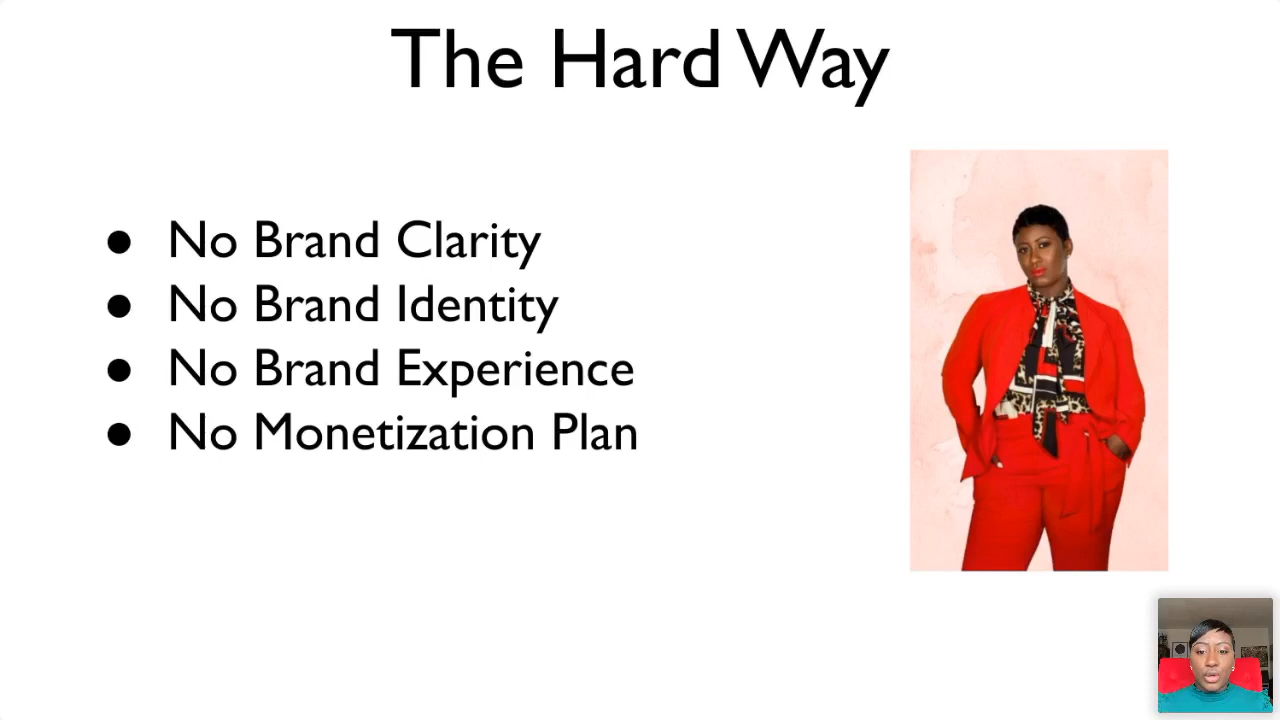 The Hard Way
● No Brand Clarity
● No Brand Identity
● No Brand Experience
● No Monetization Plan